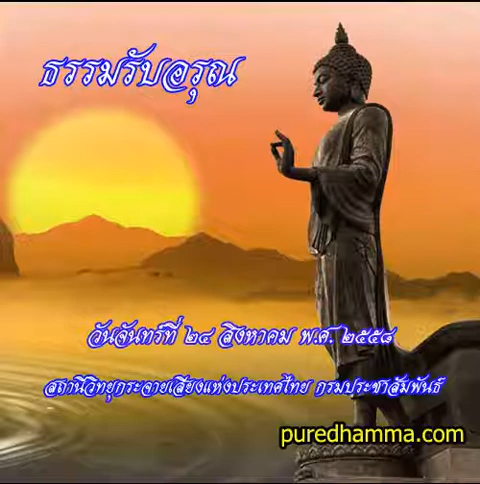 ธรรมรับอรุณ
วันจันทร์ที่ ๒๔ สิงหาคม พ.ศ. ๒๕๕๘
สถานีวิทยุกระจายเสียงแห่งประเทศไทย กรมประชาสัมพันธ์
puredhamma.com